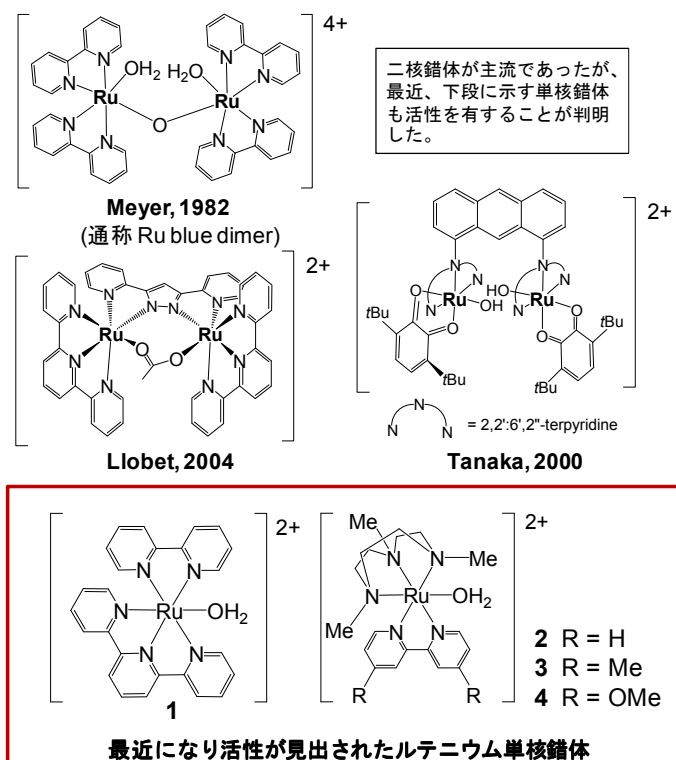 4+
N
N
OH2
H2O
N
N
Ru
Ru
N
N
O
N
N
二核錯体が主流であったが、
最近、下段に示す単核錯体
も活性を有することが判明
した。
Meyer, 1982
(通称 Ru blue dimer)
2+
N
N
N
N
N
N
Ru
Ru
N
O
O
N
N
N
Llobet, 2004
2+
N
N
N
N
N
N
O
Ru
HO
Ru
OH
O
O
O
tBu
tBu
tBu
tBu
N
N
N
= 2,2':6',2"-terpyridine
Tanaka, 2000
2+
N
N
N
Ru
OH2
N
N
1
2+
Me
N
N
Me
N
Ru
OH2
Me
N
N
R
R
2 R = H
3 R = Me
4 R = OMe
最近になり活性が見出されたルテニウム単核錯体